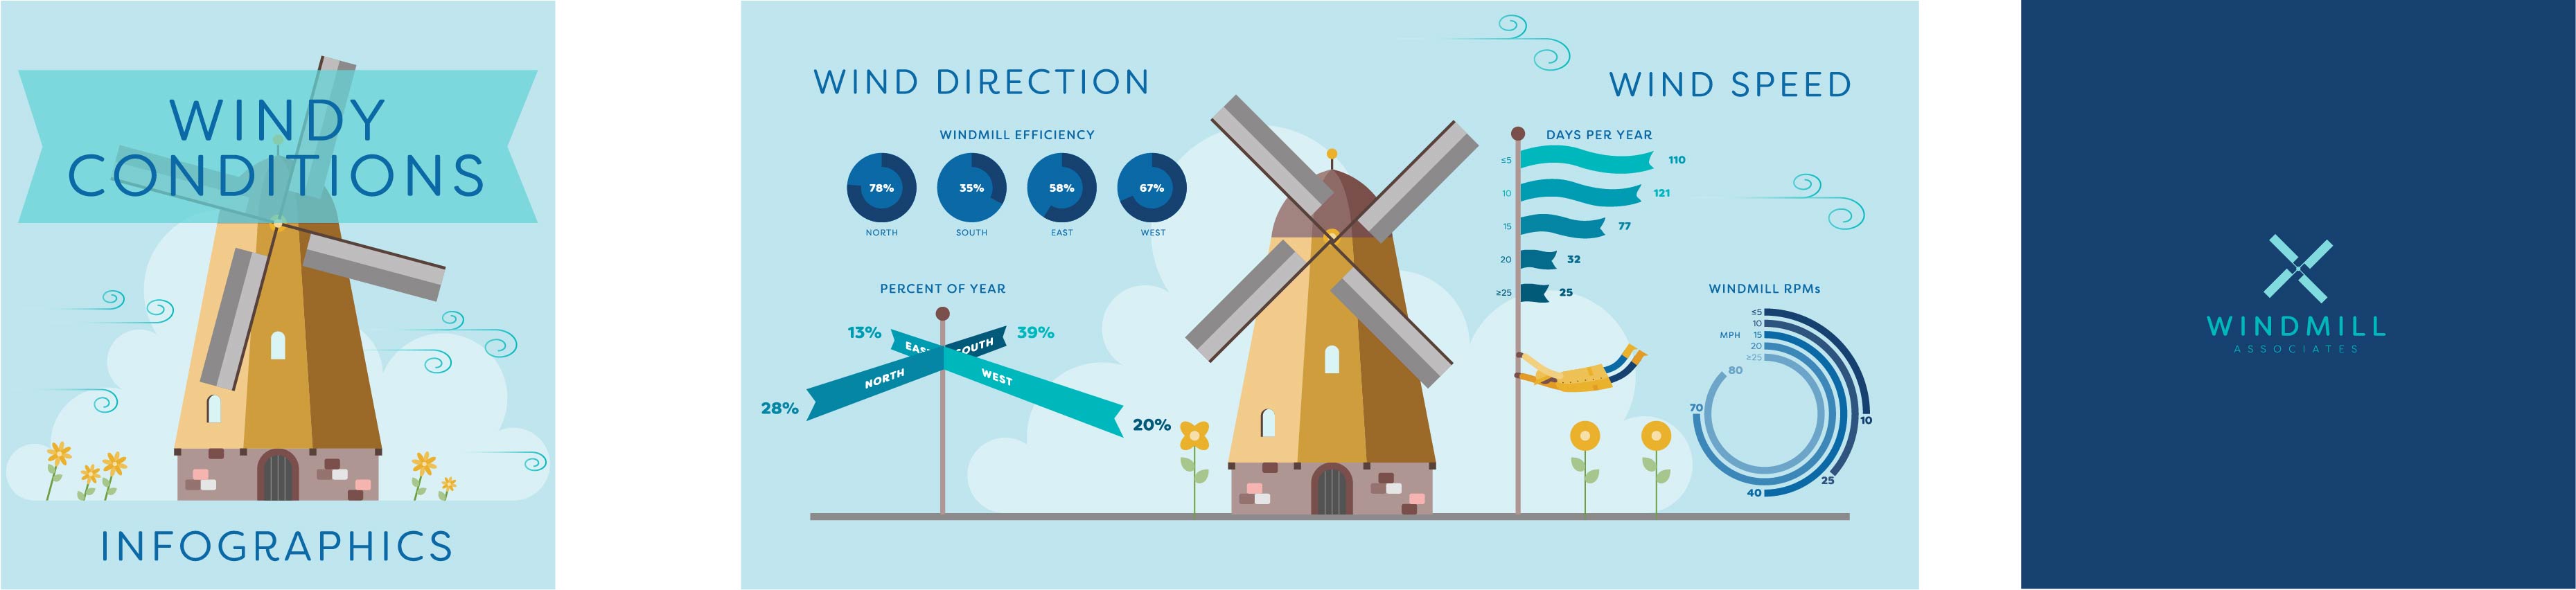 WINDY
CONDITIONS
INFOGRAPHICS
WIND DIRECTION
WINDMILL EFFICIENCY
78%
35%
58%
67%
NORTH
SOUTH
EAST
WEST
PERCENT OF YEAR
13%
39%
EAST
SOUTH
NORTH
WEST
28%
20%
WIND SPEED
DAYS PER YEAR
≤5
110
10
121
15
77
20
32
≥25
25
WINDMILL RPMs
≤5
10
MPH 15
20
≥25
80
70
10
25
40
WINDMILL
ASSOCIATES